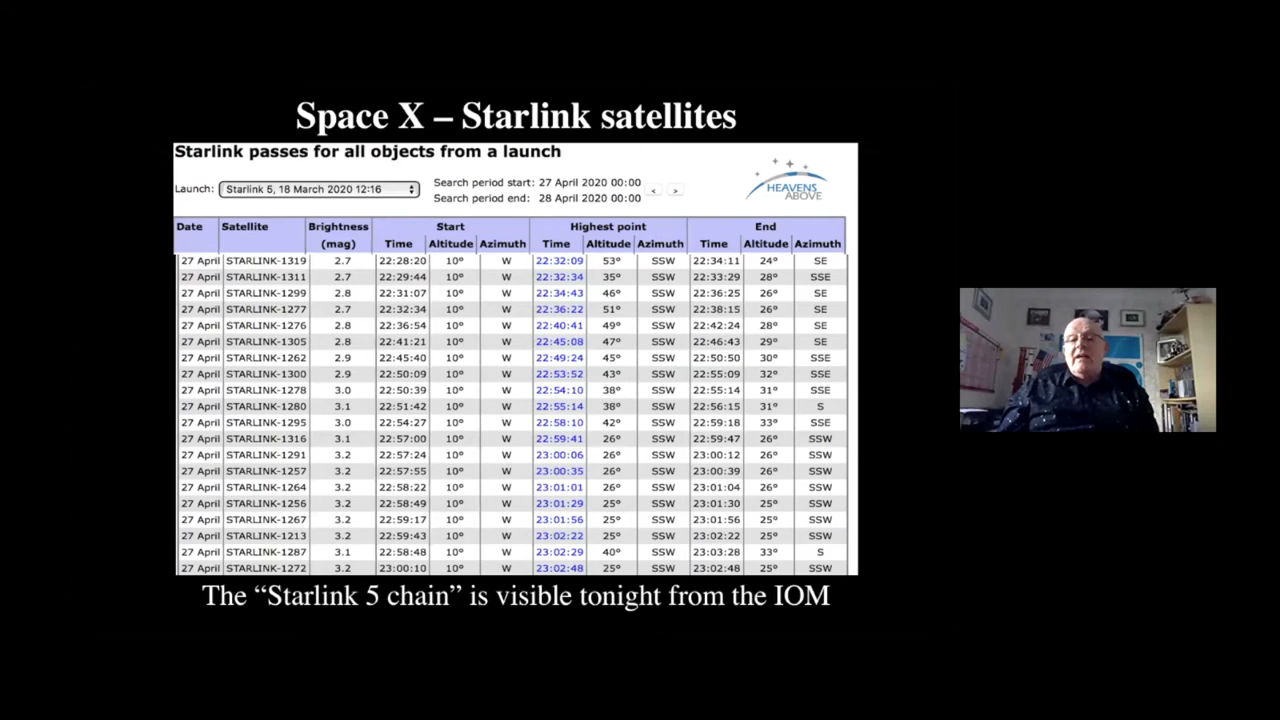 Space X – Starlink satellites
Starlink passes for all objects from a launch
Launch: Starlink 5, 18 March 2020 12:16
Search period start: 27 April 2020 00:00
Search period end: 28 April 2020 00:00
< >
HEAVENS
ABOVE
Date Satellite Brightness Start Highest point End
(mag) Time Altitude Azimuth Time Altitude Azimuth Time Altitude Azimuth
27 April STARLINK-1319 2.7 22:28:20 10° W 22:32:09 53° SSW 22:34:11 24° SE
27 April STARLINK-1311 2.7 22:29:44 10° W 22:32:34 35° SSW 22:33:29 28° SSE
27 April STARLINK-1299 2.8 22:31:07 10° W 22:34:43 46° SSW 22:36:25 26° SE
27 April STARLINK-1277 2.7 22:32:34 10° W 22:36:22 51° SSW 22:38:15 26° SE
27 April STARLINK-1276 2.8 22:36:54 10° W 22:40:41 49° SSW 22:42:24 28° SE
27 April STARLINK-1305 2.8 22:41:21 10° W 22:45:08 47° SSW 22:46:43 29° SE
27 April STARLINK-1262 2.9 22:45:40 10° W 22:49:24 45° SSW 22:50:50 30° SSE
27 April STARLINK-1300 2.9 22:50:09 10° W 22:53:52 43° SSW 22:55:09 32° SSE
27 April STARLINK-1278 3.0 22:50:39 10° W 22:54:10 38° SSW 22:55:14 31° SSE
27 April STARLINK-1280 3.1 22:51:42 10° W 22:55:14 38° SSW 22:56:15 31° S
27 April STARLINK-1295 3.0 22:54:27 10° W 22:58:10 42° SSW 22:59:18 33° SSE
27 April STARLINK-1316 3.1 22:57:00 10° W 22:59:41 26° SSW 22:59:47 26° SSW
27 April STARLINK-1291 3.2 22:57:24 10° W 23:00:06 26° SSW 23:00:12 26° SSW
27 April STARLINK-1257 3.2 22:57:55 10° W 23:00:35 26° SSW 23:00:39 26° SSW
27 April STARLINK-1264 3.2 22:58:22 10° W 23:01:01 26° SSW 23:01:04 26° SSW
27 April STARLINK-1256 3.2 22:58:49 10° W 23:01:29 25° SSW 23:01:30 25° SSW
27 April STARLINK-1267 3.2 22:59:17 10° W 23:01:56 25° SSW 23:01:56 25° SSW
27 April STARLINK-1213 3.2 22:59:43 10° W 23:02:22 25° SSW 23:02:22 25° SSW
27 April STARLINK-1287 3.1 22:58:48 10° W 23:02:29 40° SSW 23:03:28 33° S
27 April STARLINK-1272 3.2 23:00:10 10° W 23:02:48 25° SSW 23:02:48 25° SSW
The “Starlink 5 chain” is visible tonight from the IOM